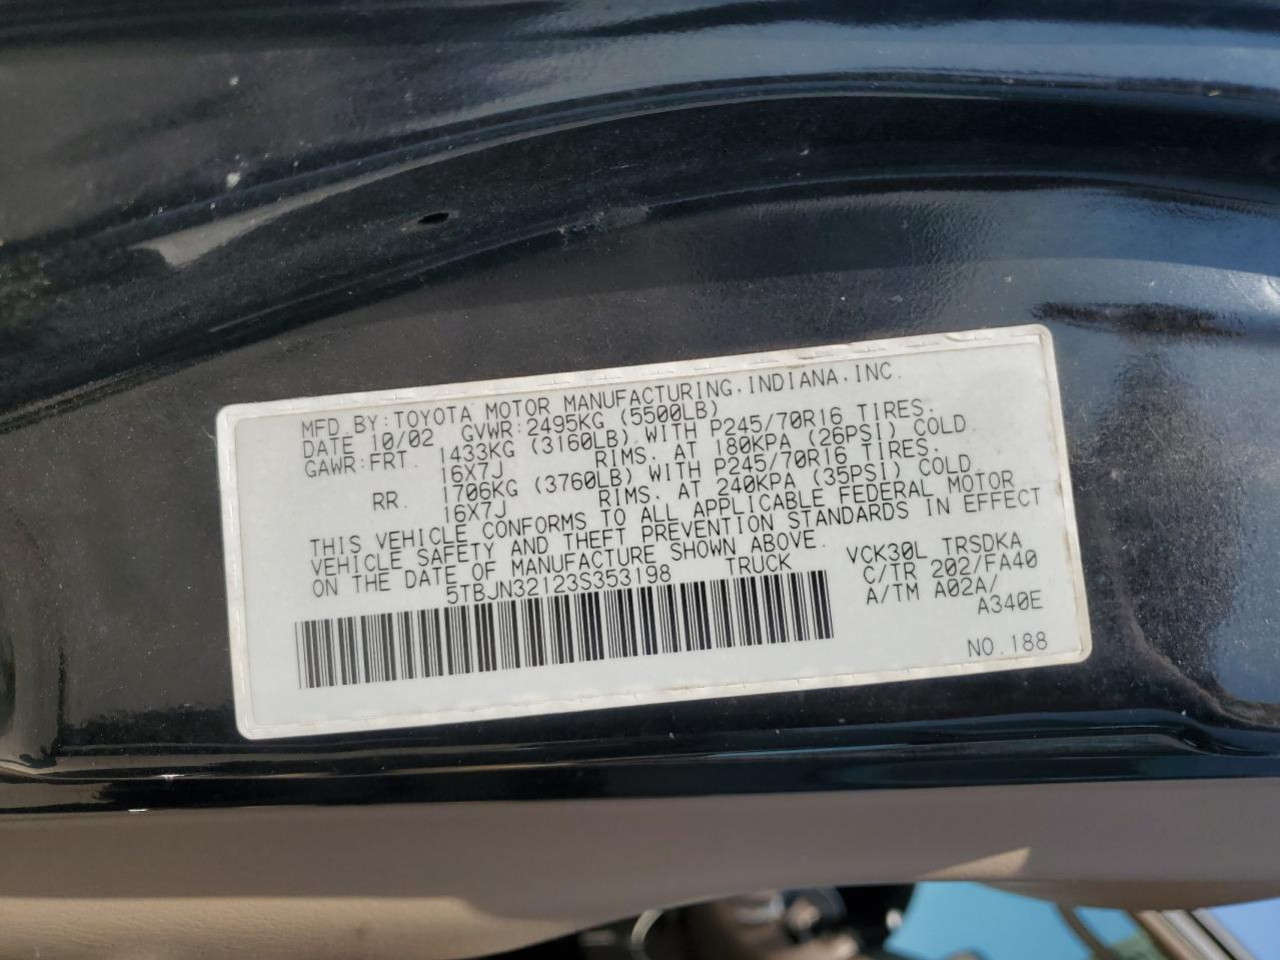 MFD.BY:TOYOTA MOTOR MANUFACTURING.INDIANA.INC.
DATE 10/02 GVWR:2495KG (5500LB)
GAWR:FRT. 1433KG (3160LB).WITH P245/70R16 TIRES.
16X7J RIMS. AT 180KPA (26PSI) COLD.
RR. 1706KG (3760LB).WITH P245/70R16 TIRES.
16X7J RIMS. AT 240KPA (35PSI) COLD.
THIS VEHICLE CONFORMS TO ALL APPLICABLE FEDERAL MOTOR
VEHICLE SAFETY AND THEFT PREVENTION STANDARDS IN EFFECT
ON THE DATE OF MANUFACTURE SHOWN ABOVE.
5TBJN32123S353198 TRUCK
VCK30L TRSDKA
C/TR 202/FA40
A/TM A02A/
A340E
NO.188